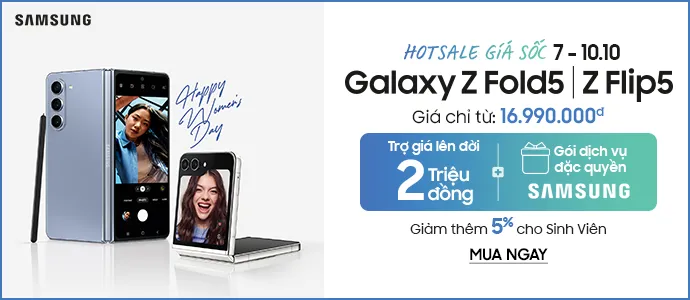 SAMSUNG
Happy
Women's
Day
HOTSALE GIÁ SỐC 7 - 10.10
Galaxy Z Fold5 | Z Flip5
Giá chỉ từ: 16.990.000đ
Trợ giá lên đời
2 Triệu
đồng
+
Gói dịch vụ
đặc quyền
SAMSUNG
Giảm thêm 5% cho Sinh Viên
MUA NGAY